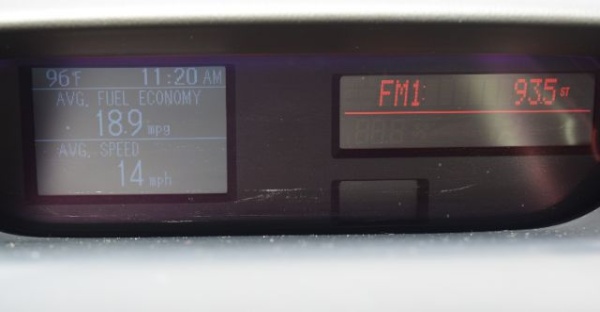 96°F 11:20 AM
AVG. FUEL ECONOMY
18.9 mpg
AVG. SPEED
14 mph
FM1 93.5 ST